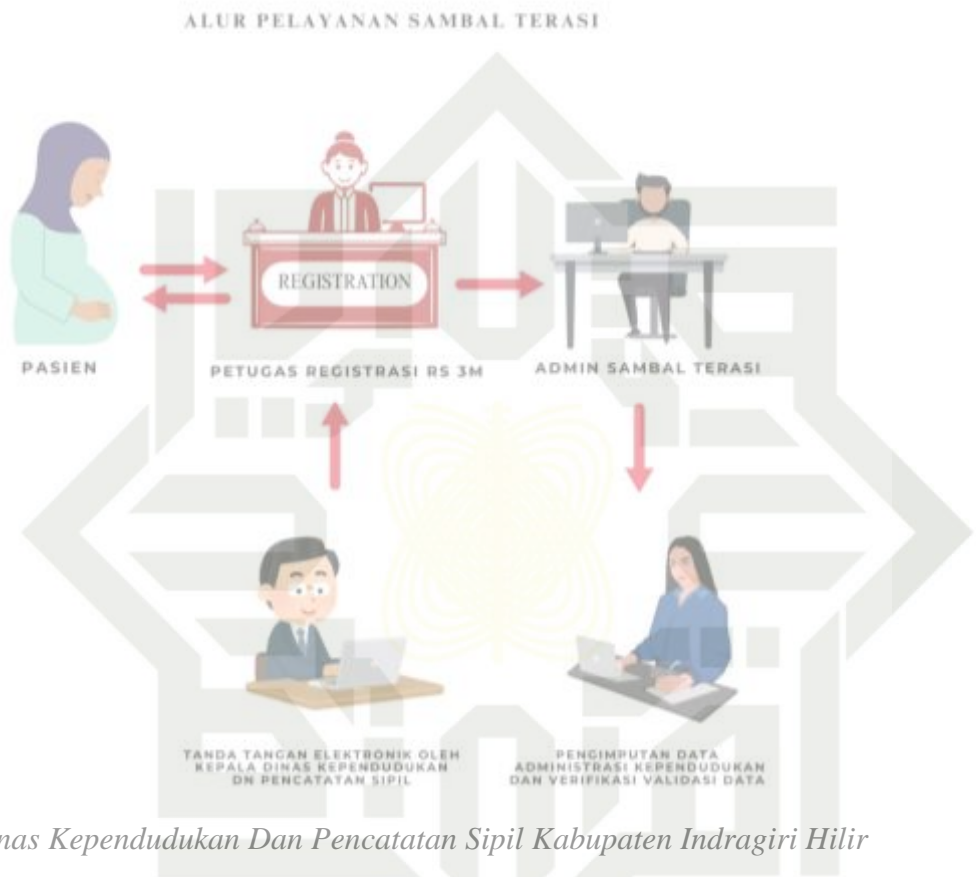 ALUR PELAYANAN SAMBAL TERASI
REGISTRATION
PASIEN
PETUGAS REGISTRASI RS 3M
ADMIN SAMBAL TERASI
TANDA TANGAN ELEKTRONIK OLEH
KEPALA DINAS KEPENDUDUKAN
DN PENCATATAN SIPIL
PENGIMPUTAN DATA
ADMINISTRASI KEPENDUDUKAN
DAN VERIFIKASI VALIDASI DATA
nas Kependudukan Dan Pencatatan Sipil Kabupaten Indragiri Hilir